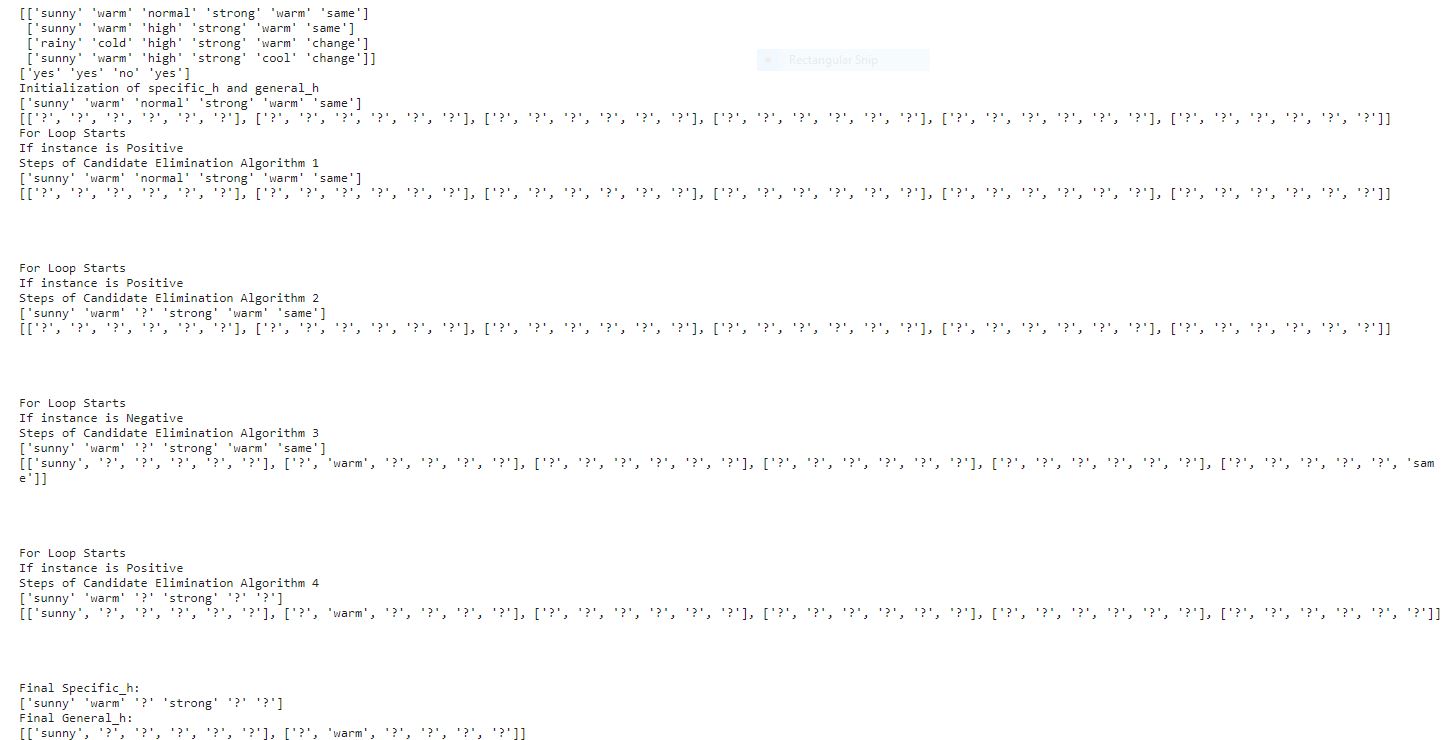 [['sunny' 'warm' 'normal' 'strong' 'warm' 'same']
 ['sunny' 'warm' 'high' 'strong' 'warm' 'same']
 ['rainy' 'cold' 'high' 'strong' 'warm' 'change']
 ['sunny' 'warm' 'high' 'strong' 'cool' 'change']]
Rectangular Snip
['yes' 'yes' 'no' 'yes']
Initialization of specific_h and general_h
['sunny' 'warm' 'normal' 'strong' 'warm' 'same']
[['?', '?', '?', '?', '?', '?'], ['?', '?', '?', '?', '?', '?'], ['?', '?', '?', '?', '?', '?'], ['?', '?', '?', '?', '?', '?'], ['?', '?', '?', '?', '?', '?'], ['?', '?', '?', '?', '?', '?']]
For Loop Starts
If instance is Positive
Steps of Candidate Elimination Algorithm 1
['sunny' 'warm' 'normal' 'strong' 'warm' 'same']
[['?', '?', '?', '?', '?', '?'], ['?', '?', '?', '?', '?', '?'], ['?', '?', '?', '?', '?', '?'], ['?', '?', '?', '?', '?', '?'], ['?', '?', '?', '?', '?', '?'], ['?', '?', '?', '?', '?', '?']]
For Loop Starts
If instance is Positive
Steps of Candidate Elimination Algorithm 2
['sunny' 'warm' '?' 'strong' 'warm' 'same']
[['?', '?', '?', '?', '?', '?'], ['?', '?', '?', '?', '?', '?'], ['?', '?', '?', '?', '?', '?'], ['?', '?', '?', '?', '?', '?'], ['?', '?', '?', '?', '?', '?'], ['?', '?', '?', '?', '?', '?']]
For Loop Starts
If instance is Negative
Steps of Candidate Elimination Algorithm 3
['sunny' 'warm' '?' 'strong' 'warm' 'same']
[['sunny', '?', '?', '?', '?', '?'], ['?', 'warm', '?', '?', '?', '?'], ['?', '?', '?', '?', '?', '?'], ['?', '?', '?', '?', '?', '?'], ['?', '?', '?', '?', '?', '?'], ['?', '?', '?', '?', '?', 'sam
e']]
For Loop Starts
If instance is Positive
Steps of Candidate Elimination Algorithm 4
['sunny' 'warm' '?' 'strong' '?' '?']
[['sunny', '?', '?', '?', '?', '?'], ['?', 'warm', '?', '?', '?', '?'], ['?', '?', '?', '?', '?', '?'], ['?', '?', '?', '?', '?', '?'], ['?', '?', '?', '?', '?', '?'], ['?', '?', '?', '?', '?', '?']]
Final Specific_h:
['sunny' 'warm' '?' 'strong' '?' '?']
Final General_h:
[['sunny', '?', '?', '?', '?', '?'], ['?', 'warm', '?', '?', '?', '?']]